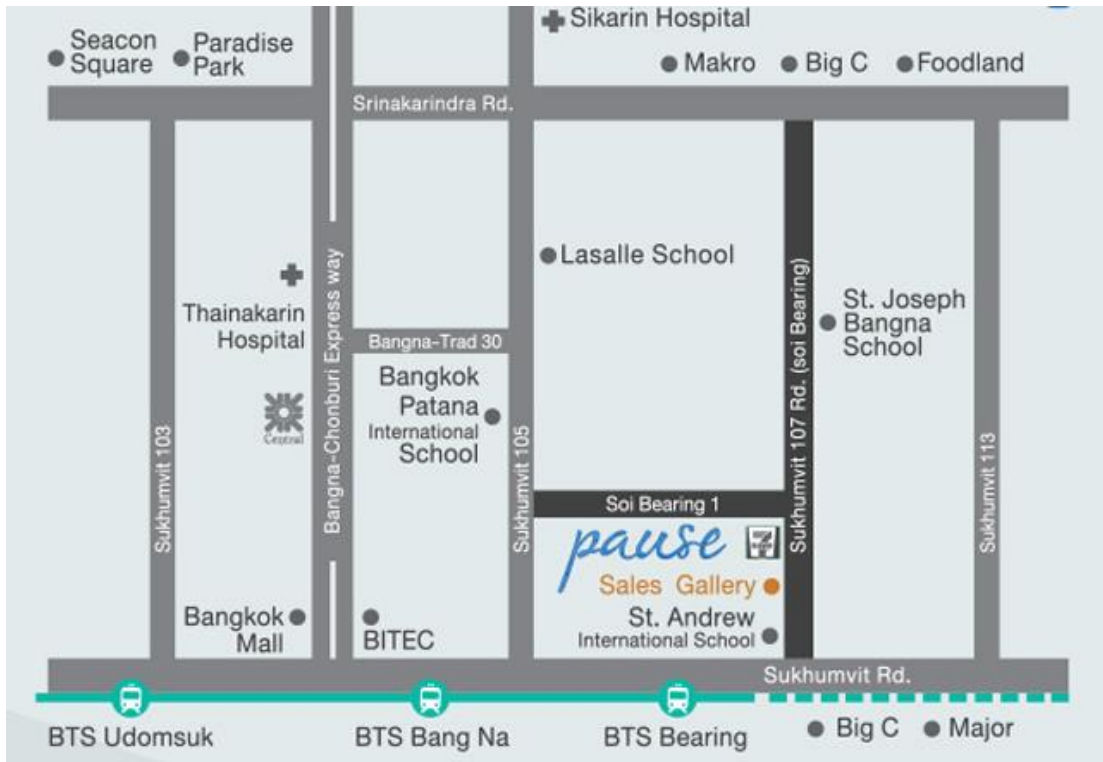 Sikarin Hospital
Seacon
Square
Paradise
Park
Makro
Big C
Foodland
Srinakarindra Rd.
Lasalle School
Thainakarin
Hospital
Bangna-Chonburi Express way
Bangna-Trad 30
St. Joseph
Bangna
School
Sukhumvit 107 Rd. (soi Bearing)
Bangkok
Patana
International
School
Central
Sukhumvit 103
Sukhumvit 105
Sukhumvit 113
Soi Bearing 1
pause
7
Sales Gallery
Bangkok
Mall
BITEC
St. Andrew
International School
Sukhumvit Rd.
BTS Udomsuk
BTS Bang Na
BTS Bearing
Big C
Major